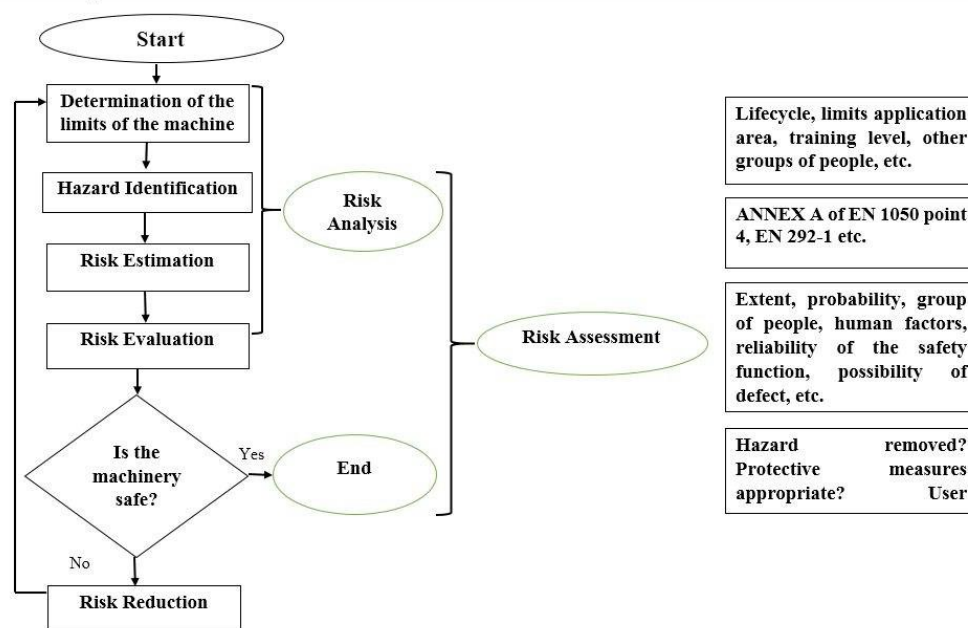 Start
Determination of the
limits of the machine
Hazard Identification
Risk Estimation
Risk Evaluation
Is the
machinery
safe?
Yes
No
Risk Reduction
End
Risk
Analysis
Risk Assessment
Lifecycle, limits application
area, training level, other
groups of people, etc.
ANNEX A of EN 1050 point
4, EN 292-1 etc.
Extent, probability, group
of people, human factors,
reliability of the safety
function, possibility of
defect, etc.
Hazard removed?
Protective measures
appropriate? User